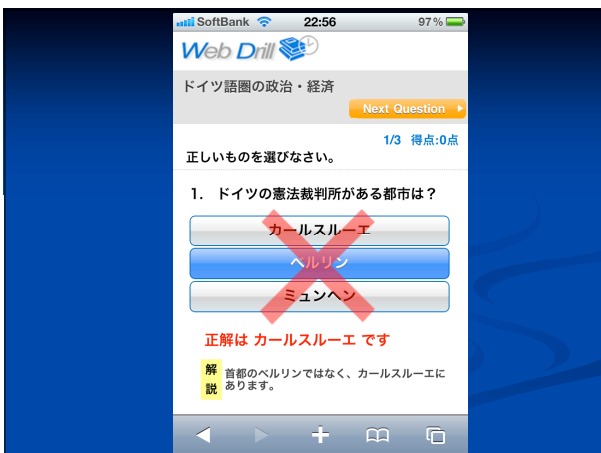 SoftBank 22:56 97%
Web Drill
ドイツ語圏の政治・経済
Next Question
1/3 得点:0点
正しいものを選びなさい。
1. ドイツの憲法裁判所がある都市は？
カールスルーエ
ベルリン
ミュンヘン
正解は カールスルーエ です
解説
首都のベルリンではなく、カールスルーエに
あります。